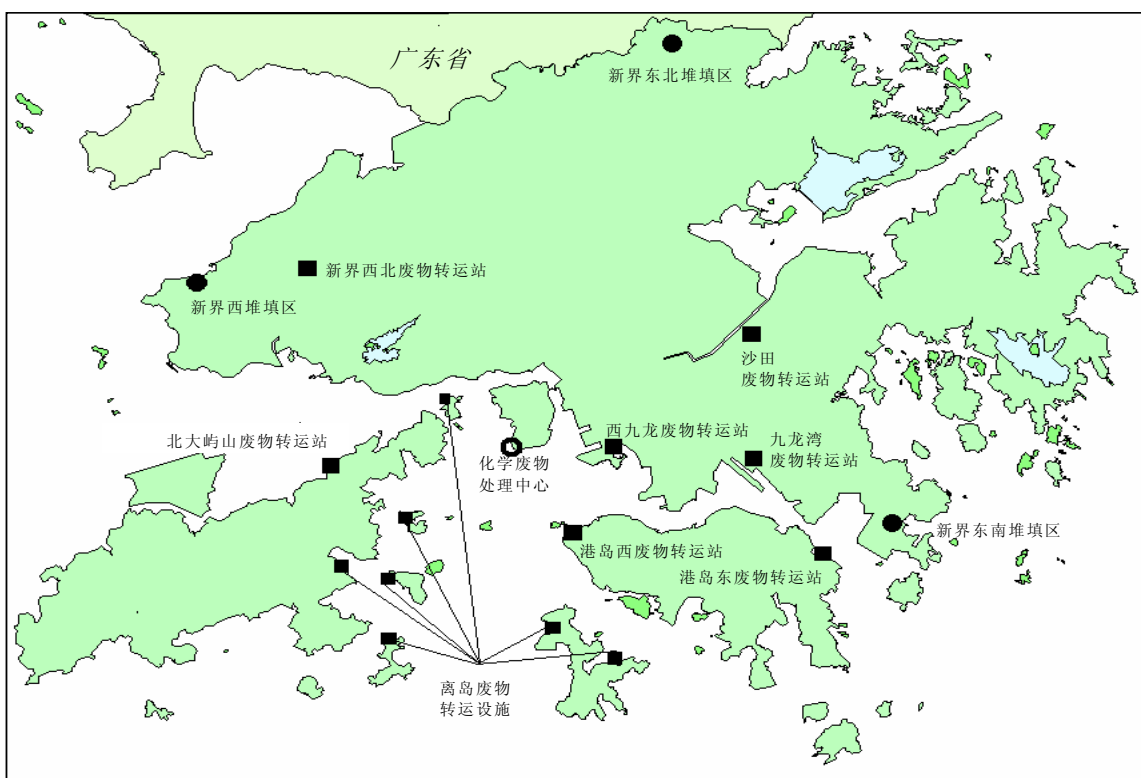 广东省
新界东北堆填区
新界西北废物转运站
新界西堆填区
沙田
废物转运站
北大屿山废物转运站
化学废物
处理中心
西九龙废物转运站
九龙湾
废物转运站
新界东南堆填区
港岛西废物转运站
港岛东废物转运站
离岛废物
转运设施